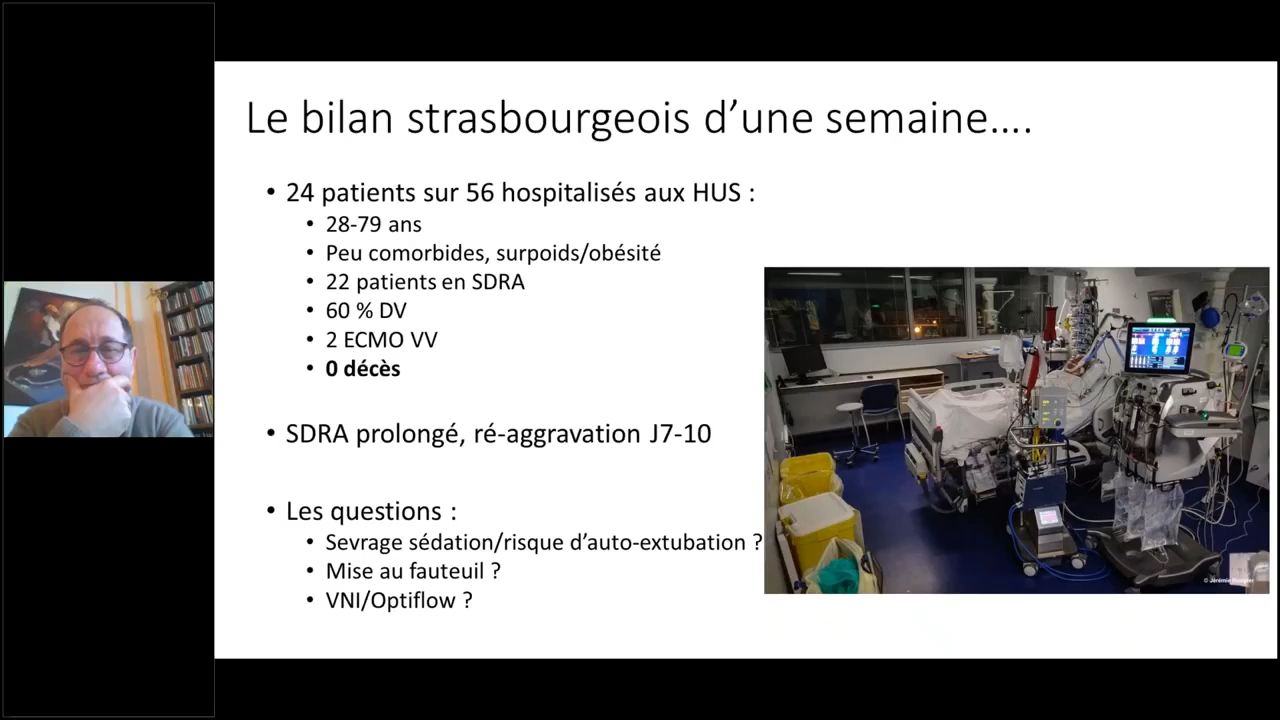 Le bilan strasbourgeois d’une semaine….
• 24 patients sur 56 hospitalisés aux HUS :
• 28-79 ans
• Peu comorbides, surpoids/obésité
• 22 patients en SDRA
• 60 % DV
• 2 ECMO VV
• 0 décès
• SDRA prolongé, ré-aggravation J7-10
• Les questions :
• Sevrage sédation/risque d’auto-extubation ?
• Mise au fauteuil ?
• VNI/Optiflow ?
© Jérémie